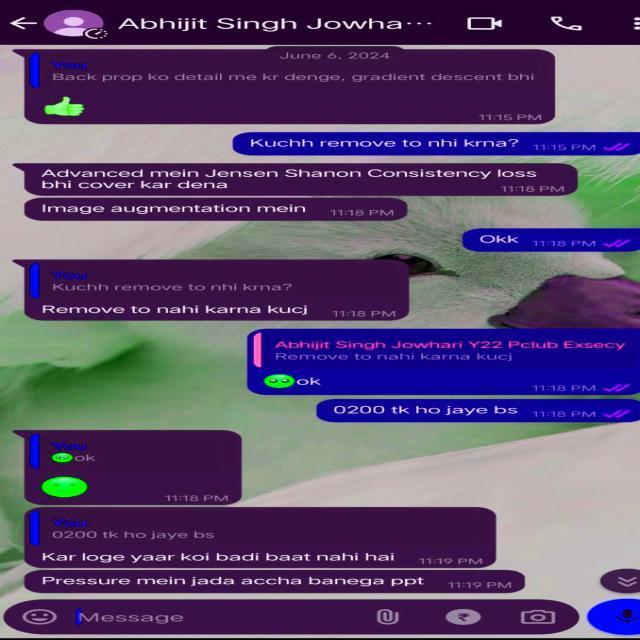 Abhijit Singh Jowha...
June 6, 2024
You
Back prop ko detail me kr denge, gradient descent bhi
11:15 PM
Kuchh remove to nhi krna? 11:15 PM
Advanced mein Jensen Shanon Consistency loss
bhi cover kar dena 11:18 PM
Image augmentation mein 11:18 PM
Okk 11:18 PM
You
Kuchh remove to nhi krna?
Remove to nahi karna kucj 11:18 PM
Abhijit Singh Jowhari Y22 Pclub Exsecy
Remove to nahi karna kucj
ok 11:18 PM
0200 tk ho jaye bs 11:18 PM
You
ok
11:18 PM
You
0200 tk ho jaye bs
Kar loge yaar koi badi baat nahi hai 11:19 PM
Pressure mein jada accha banega ppt 11:19 PM
Message